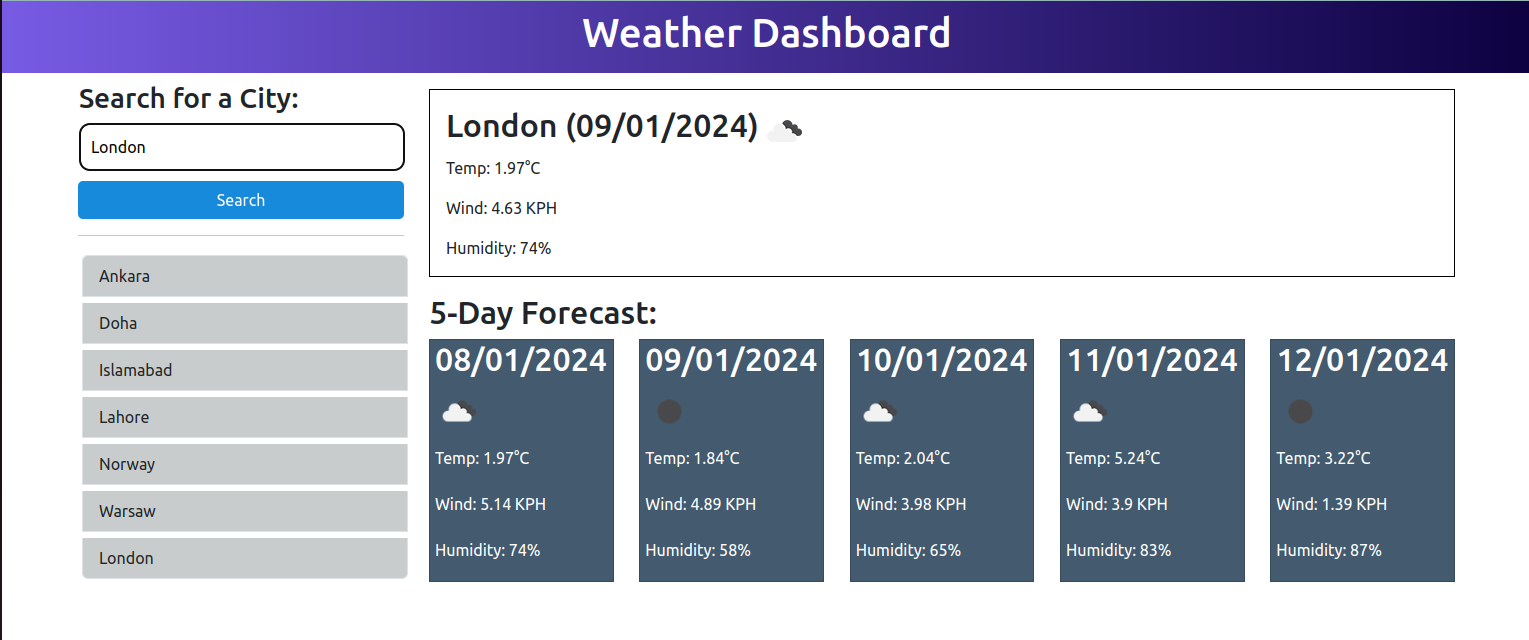 Weather Dashboard
Search for a City:
London
Search
Ankara
Doha
Islamabad
Lahore
Norway
Warsaw
London
London (09/01/2024)
Temp: 1.97°C
Wind: 4.63 KPH
Humidity: 74%
5-Day Forecast:
08/01/2024
Temp: 1.97°C
Wind: 5.14 KPH
Humidity: 74%
09/01/2024
Temp: 1.84°C
Wind: 4.89 KPH
Humidity: 58%
10/01/2024
Temp: 2.04°C
Wind: 3.98 KPH
Humidity: 65%
11/01/2024
Temp: 5.24°C
Wind: 3.9 KPH
Humidity: 83%
12/01/2024
Temp: 3.22°C
Wind: 1.39 KPH
Humidity: 87%